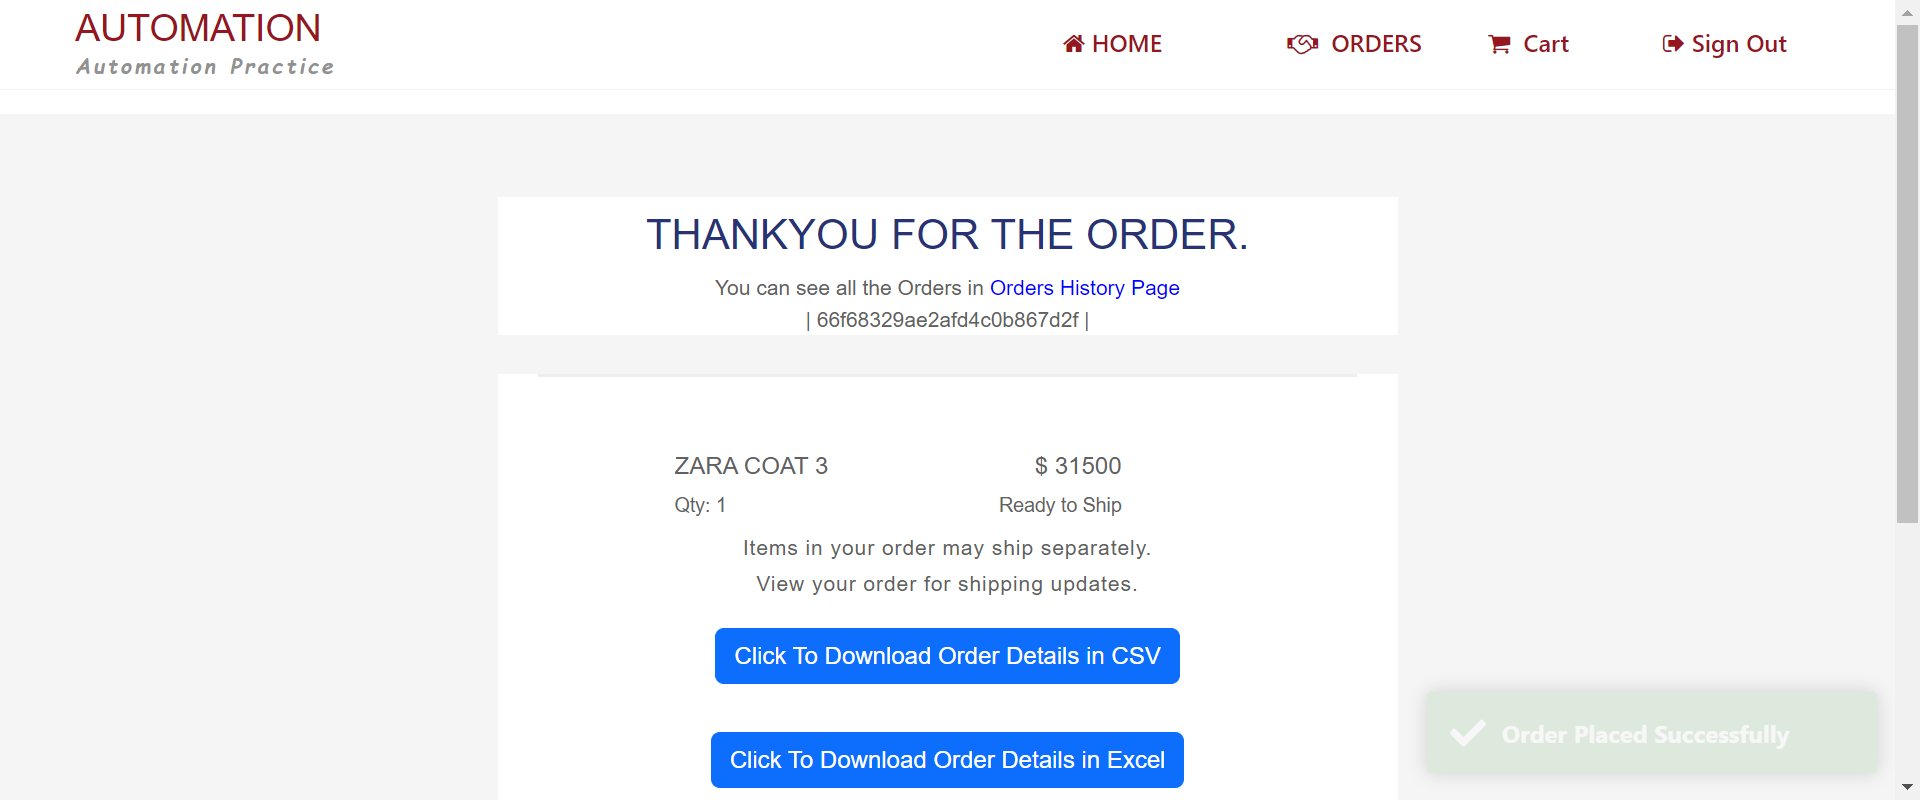 AUTOMATION
Automation Practice
HOME
ORDERS
Cart
Sign Out
THANKYOU FOR THE ORDER.
You can see all the Orders in Orders History Page
| 66f68329ae2afd4c0b867d2f |
ZARA COAT 3
$ 31500
Qty: 1
Ready to Ship
Items in your order may ship separately.
View your order for shipping updates.
Click To Download Order Details in CSV
Click To Download Order Details in Excel
Order Placed Successfully